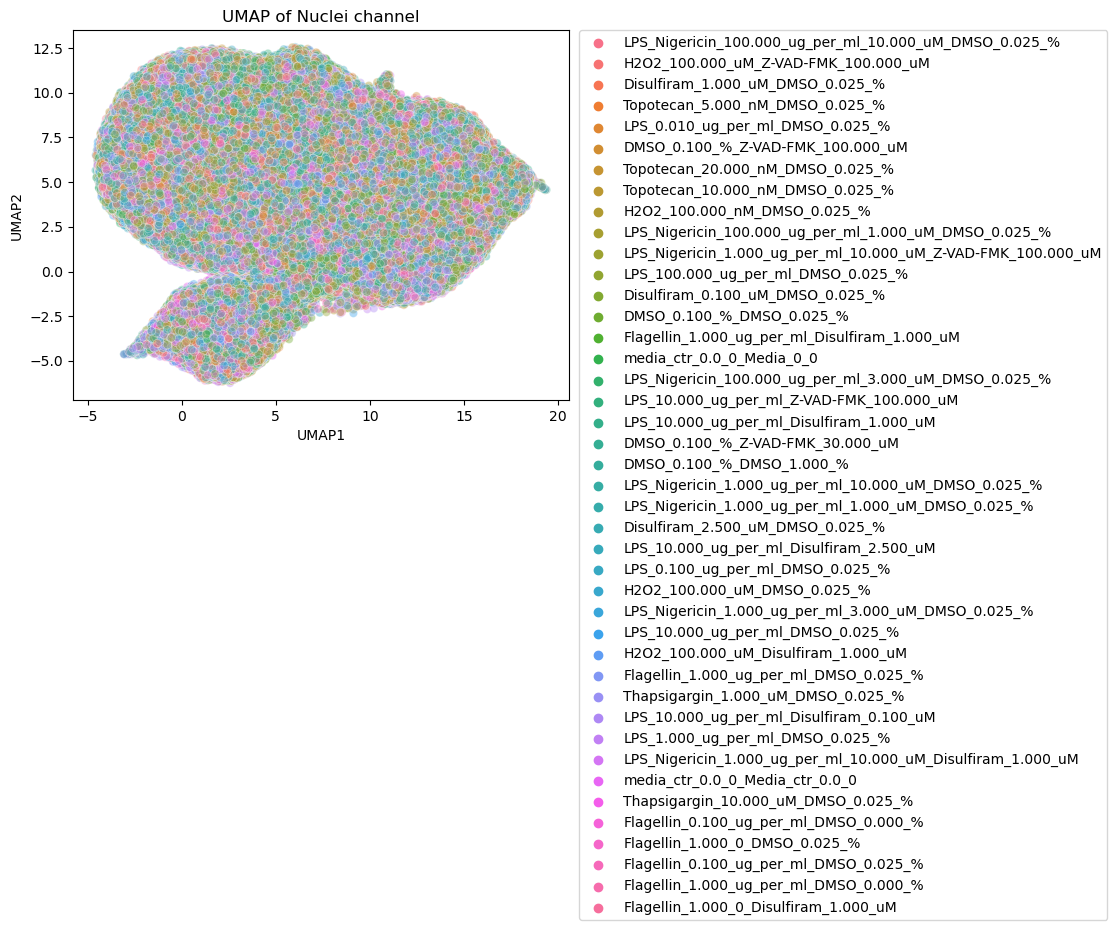 UMAP of Nuclei channel
12.5
10.0
7.5
5.0
2.5
0.0
−2.5
−5.0
UMAP2
−5
0
5
10
15
20
UMAP1
LPS_Nigericin_100.000_ug_per_ml_10.000_uM_DMSO_0.025_%
H2O2_100.000_uM_Z-VAD-FMK_100.000_uM
Disulfiram_1.000_uM_DMSO_0.025_%
Topotecan_5.000_nM_DMSO_0.025_%
LPS_0.010_ug_per_ml_DMSO_0.025_%
DMSO_0.100_%_Z-VAD-FMK_100.000_uM
Topotecan_20.000_nM_DMSO_0.025_%
Topotecan_10.000_nM_DMSO_0.025_%
H2O2_100.000_nM_DMSO_0.025_%
LPS_Nigericin_100.000_ug_per_ml_1.000_uM_DMSO_0.025_%
LPS_Nigericin_1.000_ug_per_ml_10.000_uM_Z-VAD-FMK_100.000_uM
LPS_100.000_ug_per_ml_DMSO_0.025_%
Disulfiram_0.100_uM_DMSO_0.025_%
DMSO_0.100_%_DMSO_0.025_%
Flagellin_1.000_ug_per_ml_Disulfiram_1.000_uM
media_ctr_0.0_0_Media_0_0
LPS_Nigericin_100.000_ug_per_ml_3.000_uM_DMSO_0.025_%
LPS_10.000_ug_per_ml_Z-VAD-FMK_100.000_uM
LPS_10.000_ug_per_ml_Disulfiram_1.000_uM
DMSO_0.100_%_Z-VAD-FMK_30.000_uM
DMSO_0.100_%_DMSO_1.000_%
LPS_Nigericin_1.000_ug_per_ml_10.000_uM_DMSO_0.025_%
LPS_Nigericin_1.000_ug_per_ml_1.000_uM_DMSO_0.025_%
Disulfiram_2.500_uM_DMSO_0.025_%
LPS_10.000_ug_per_ml_Disulfiram_2.500_uM
LPS_0.100_ug_per_ml_DMSO_0.025_%
H2O2_100.000_uM_DMSO_0.025_%
LPS_Nigericin_1.000_ug_per_ml_3.000_uM_DMSO_0.025_%
LPS_10.000_ug_per_ml_DMSO_0.025_%
H2O2_100.000_uM_Disulfiram_1.000_uM
Flagellin_1.000_ug_per_ml_DMSO_0.025_%
Thapsigargin_1.000_uM_DMSO_0.025_%
LPS_10.000_ug_per_ml_Disulfiram_0.100_uM
LPS_1.000_ug_per_ml_DMSO_0.025_%
LPS_Nigericin_1.000_ug_per_ml_10.000_uM_Disulfiram_1.000_uM
media_ctr_0.0_0_Media_ctr_0.0_0
Thapsigargin_10.000_uM_DMSO_0.025_%
Flagellin_0.100_ug_per_ml_DMSO_0.000_%
Flagellin_1.000_0_DMSO_0.025_%
Flagellin_0.100_ug_per_ml_DMSO_0.025_%
Flagellin_1.000_ug_per_ml_DMSO_0.000_%
Flagellin_1.000_0_Disulfiram_1.000_uM